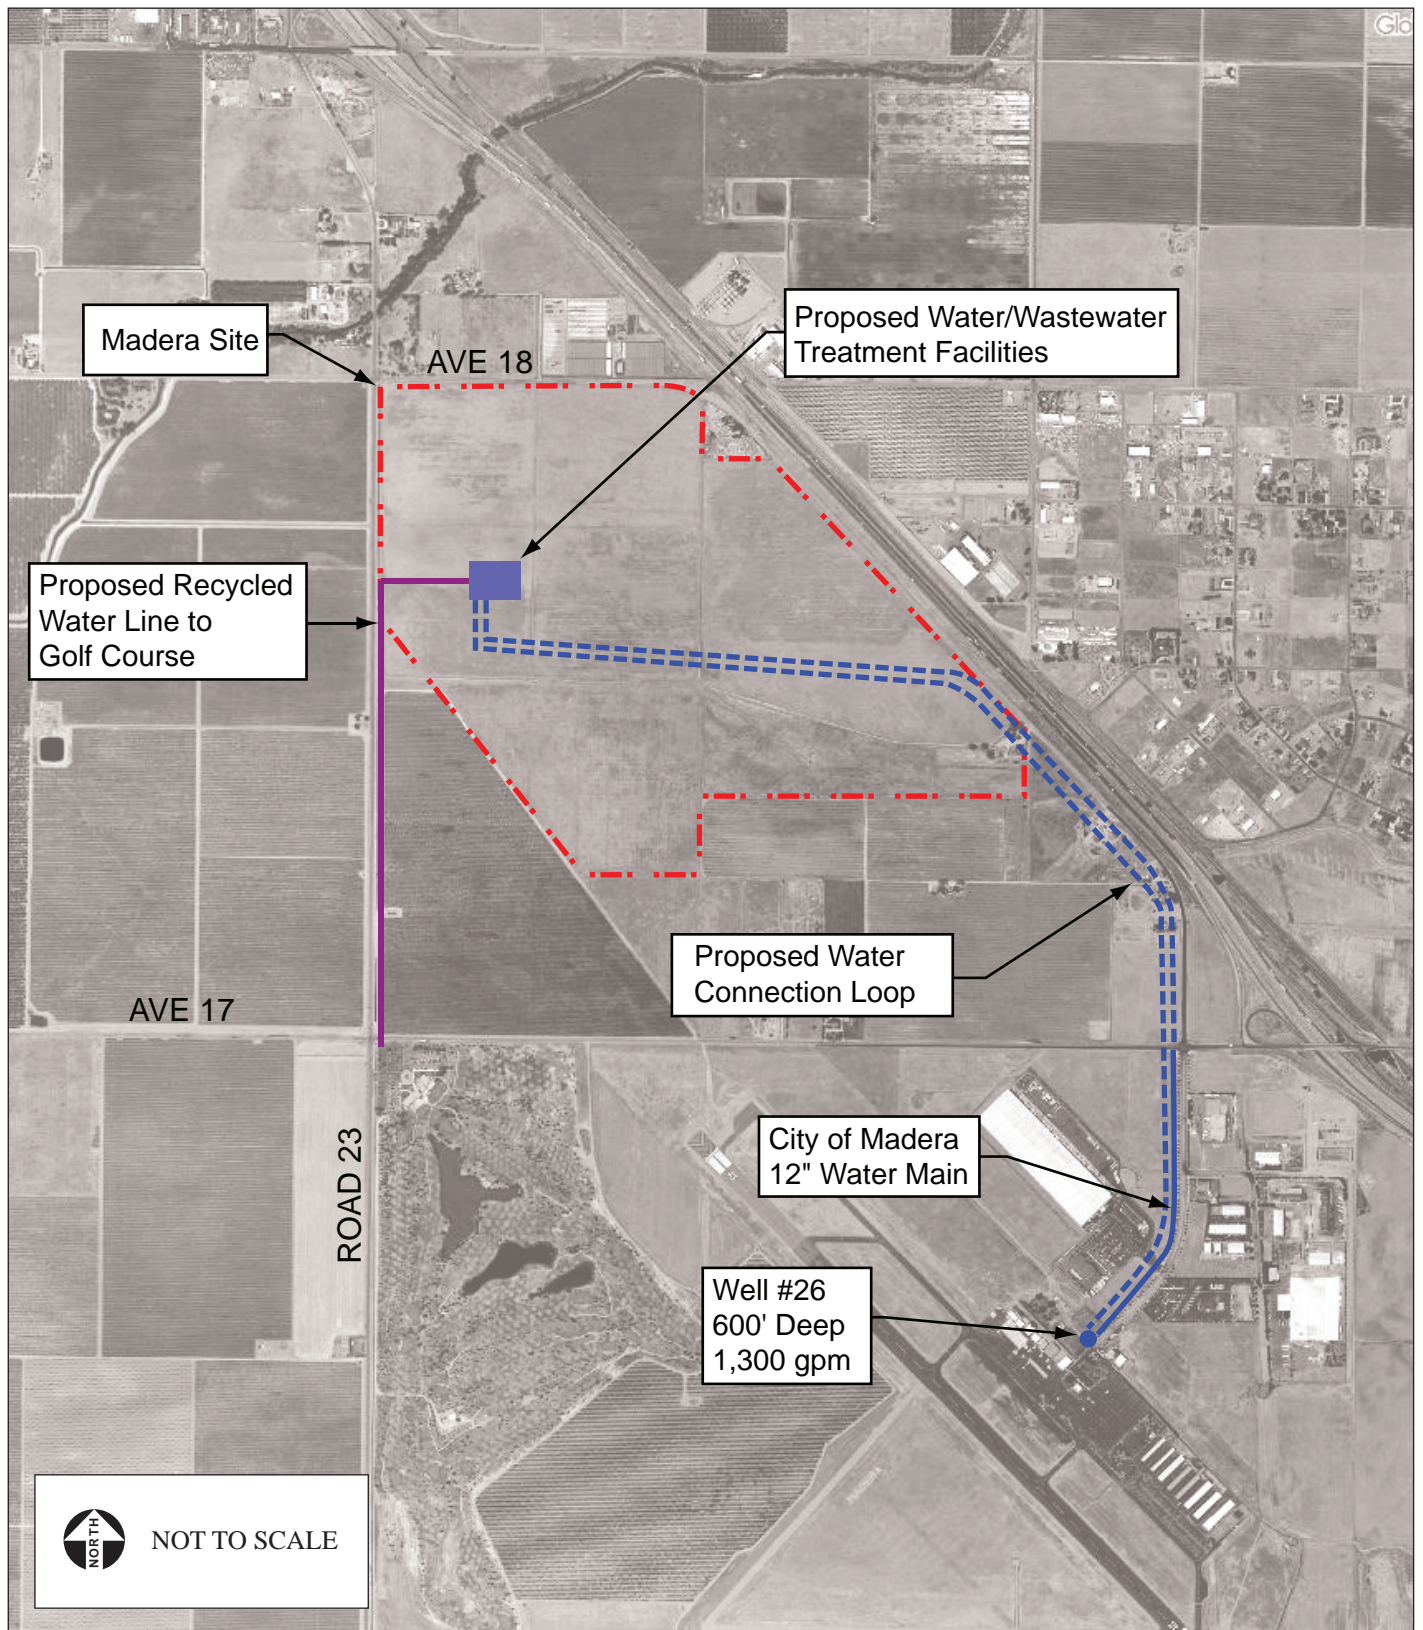 Glo
Madera Site
AVE 18
Proposed Water/Wastewater
Treatment Facilities
Proposed Recycled
Water Line to
Golf Course
Proposed Water
Connection Loop
AVE 17
ROAD 23
City of Madera
12" Water Main
Well #26
600' Deep
1,300 gpm
NORTH
NOT TO SCALE